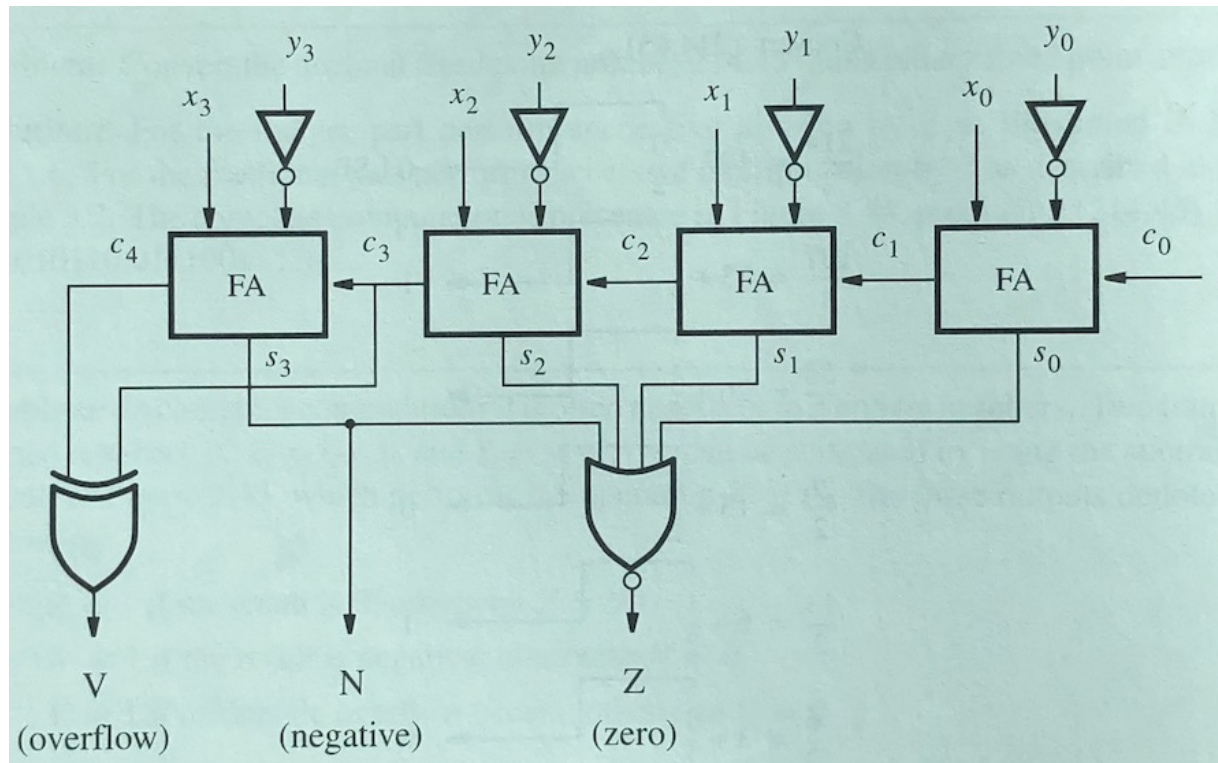 y3 y2 y1 y0
x3 x2 x1 x0
c4 c3 c2 c1 c0
FA FA FA FA
s3 s2 s1 s0
V N Z
(overflow) (negative) (zero)